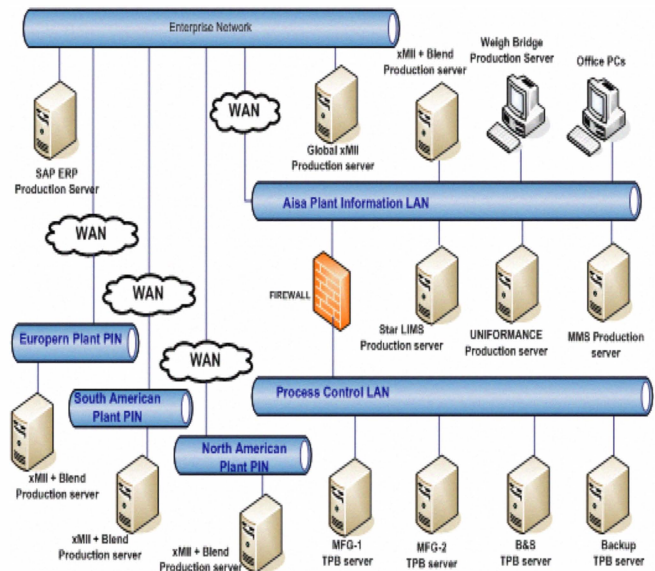 Enterprise Network
xMII + Blend
Production server
Weigh Bridge
Production Server
Office PCs
WAN
SAP ERP
Production Server
Global xMII
Production server
Aisa Plant Information LAN
WAN
WAN
FIREWALL
Star LIMS
Production server
UNIFORMANCE
Production server
MMS Production
server
Europern Plant PIN
WAN
South American
Plant PIN
Process Control LAN
North American
Plant PIN
xMII + Blend
Production server
xMII + Blend
Production server
xMII + Blend
Production server
MFG-1
TPB server
MFG-2
TPB server
B&S
TPB server
Backup
TPB server